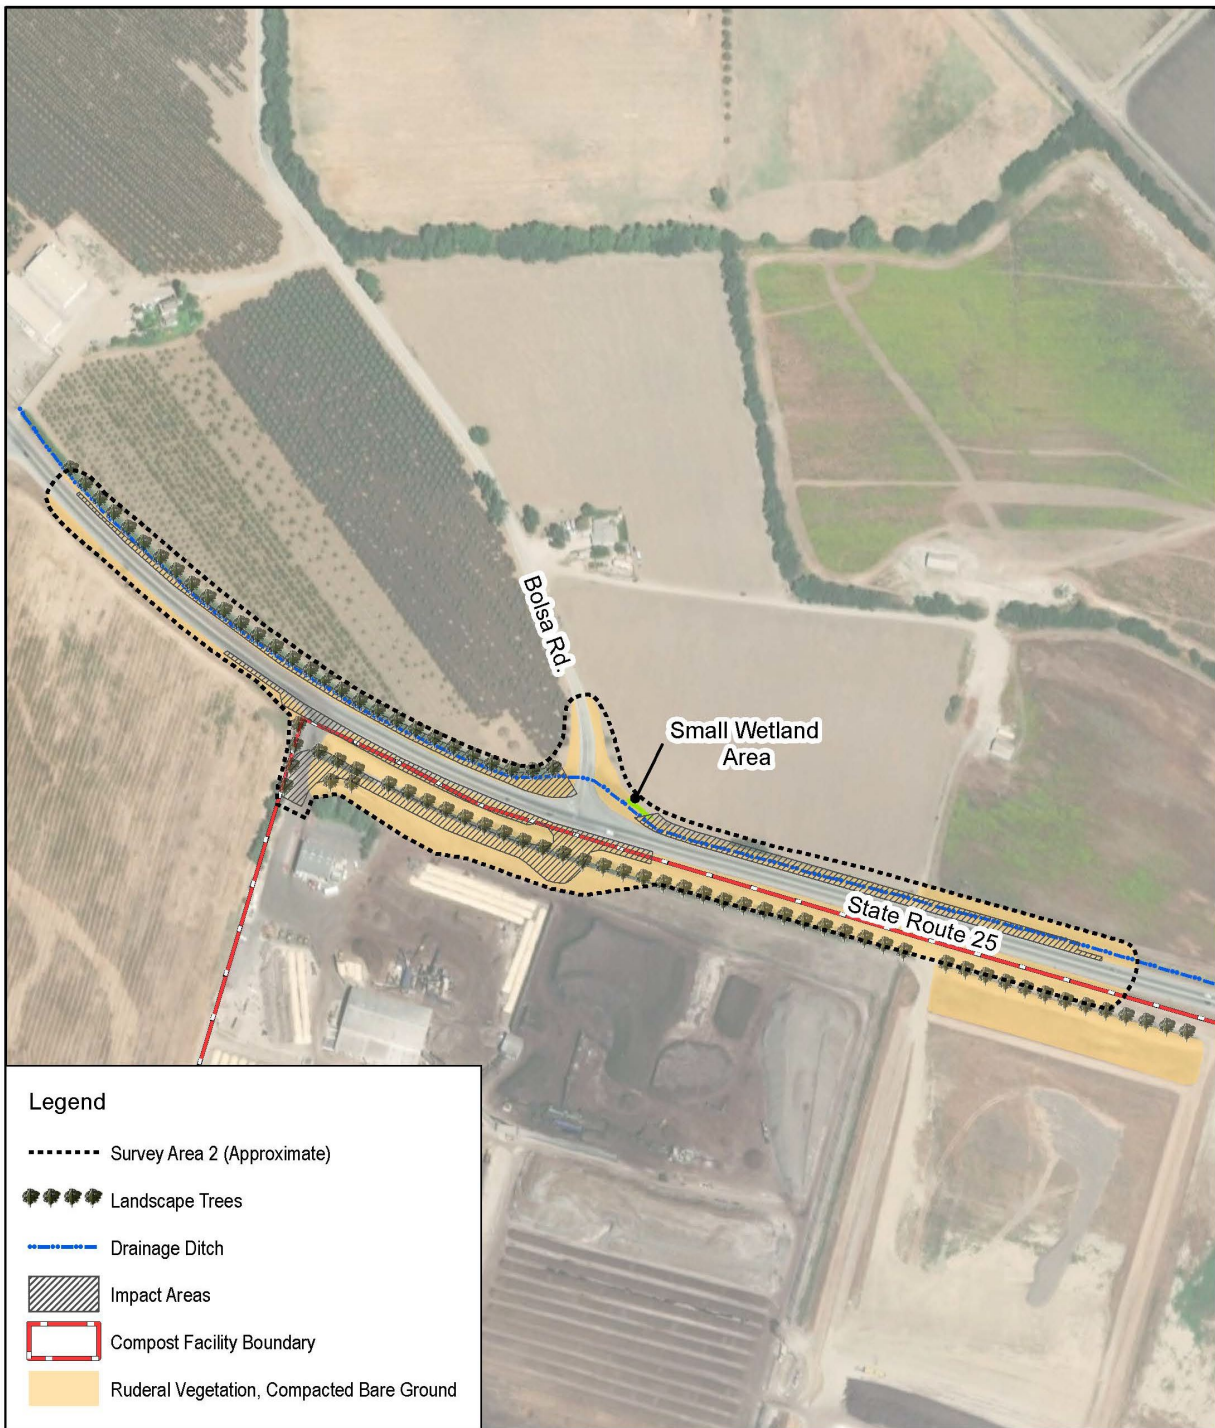 Bolsa Rd.
Small Wetland
Area
State Route 25
Legend
Survey Area 2 (Approximate)
Landscape Trees
Drainage Ditch
Impact Areas
Compost Facility Boundary
Ruderal Vegetation, Compacted Bare Ground